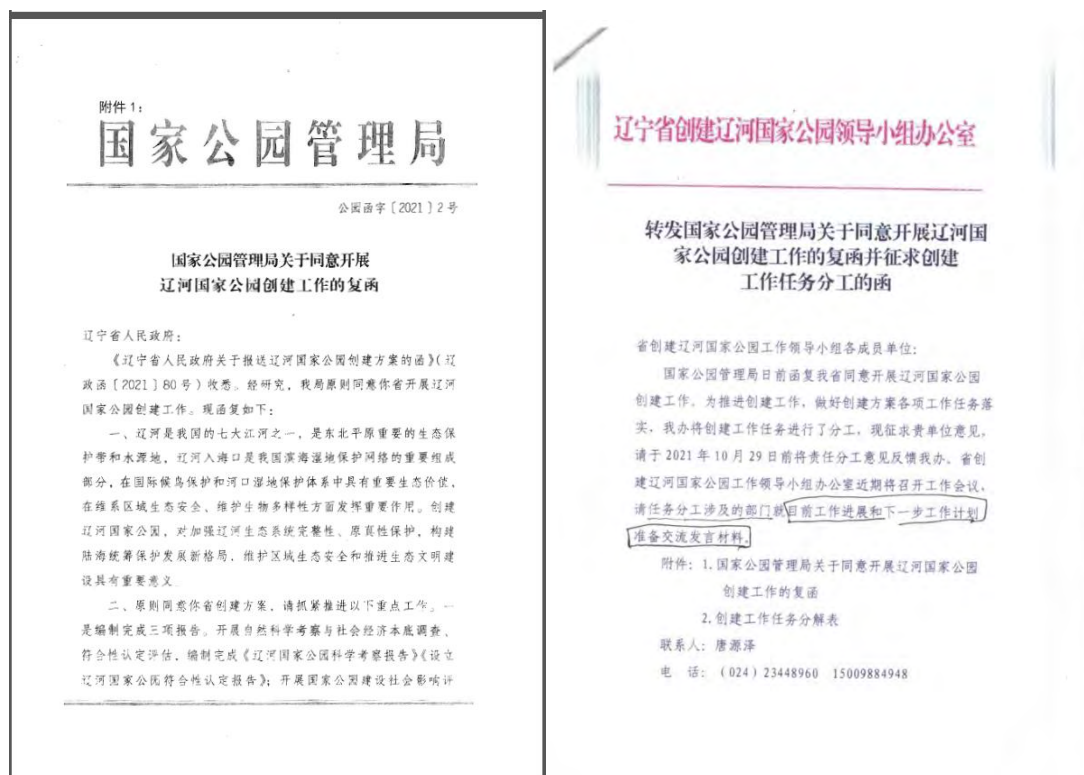 附件1:
国家公园管理局
公园函字〔2021〕2号
国家公园管理局关于同意开展
辽河国家公园创建工作的复函
辽宁省人民政府:
《辽宁省人民政府关于报送辽河国家公园创建方案的函》(辽
政函〔2021〕80号)收悉。经研究,我局原则同意你省开展辽河
国家公园创建工作。现函复如下:
一、辽河是我国的七大江河之一,是东北平原重要的生态保
护带和水源地,辽河入海口是我国滨海湿地保护网络的重要组成
部分,在国际候鸟保护和河口湿地保护体系中具有重要生态价值,
在维系区域生态安全、维护生物多样性方面发挥重要作用。创建
辽河国家公园,对加强辽河生态系统完整性、原真性保护,构建
陆海统筹保护发展新格局,维护区域生态安全和推进生态文明建
设具有重要意义
二、原则同意你省创建方案,请抓紧推进以下重点工作。一
是编制完成三项报告。开展自然科学考察与社会经济本底调查、
符合性认定评估,编制完成《辽河国家公园科学考察报告》《设立
辽河国家公园符合性认定报告》;开展国家公园建设社会影响评
辽宁省创建辽河国家公园领导小组办公室
转发国家公园管理局关于同意开展辽河国
家公园创建工作的复函并征求创建
工作任务分工的函
省创建辽河国家公园工作领导小组各成员单位:
国家公园管理局日前函复我省同意开展辽河国家公园
创建工作。为推进创建工作,做好创建方案各项工作任务落
实,我办将创建工作任务进行了分工,现征求贵单位意见,
请于2021年10月29日前将责任分工意见反馈我办。省创
建辽河国家公园工作领导小组办公室近期将召开工作会议,
请任务分工涉及的部门就目前工作进展和下一步工作计划
准备交流发言材料。
附件:1.国家公园管理局关于同意开展辽河国家公园
创建工作的复函
2.创建工作任务分解表
联系人:唐源泽
电 话:(024)23448960 15009884948